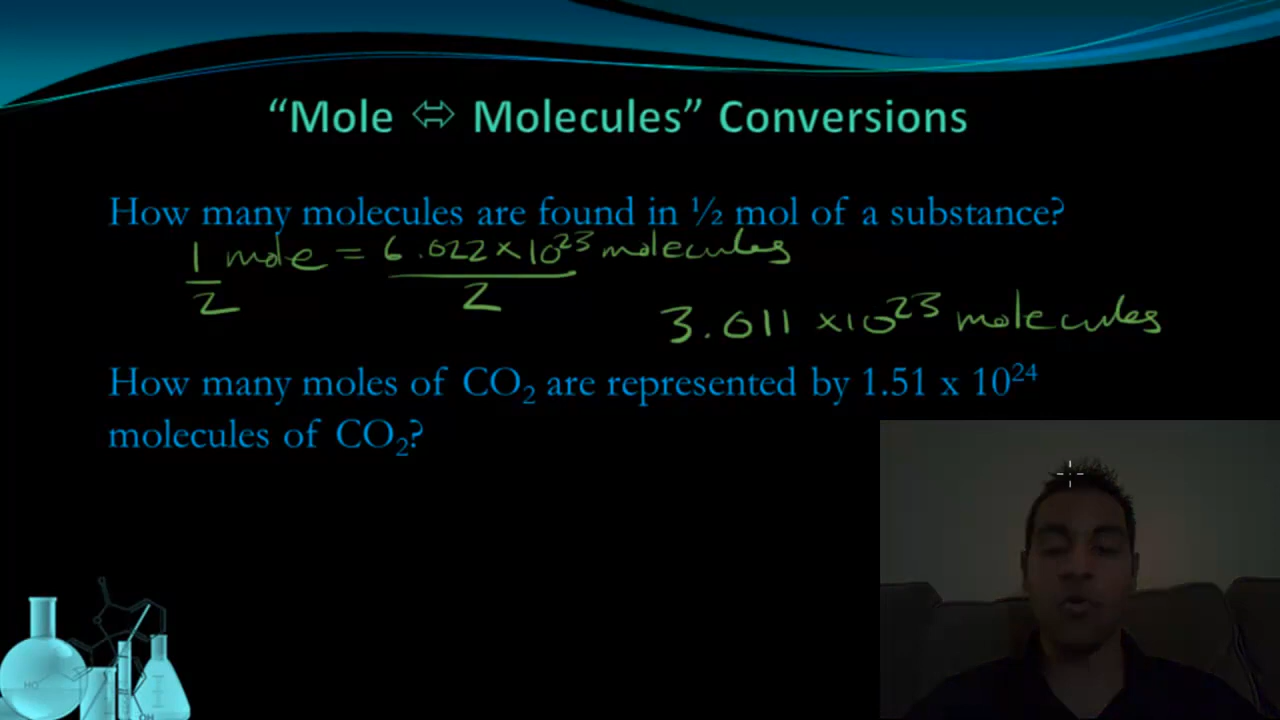 “Mole ⇔ Molecules” Conversions
How many molecules are found in ½ mol of a substance?
1/2 mole = 6.022 × 10²³/2 molecules
3.011 ×10²³ molecules
How many moles of CO₂ are represented by 1.51 x 10²⁴
molecules of CO₂?
HO
OH